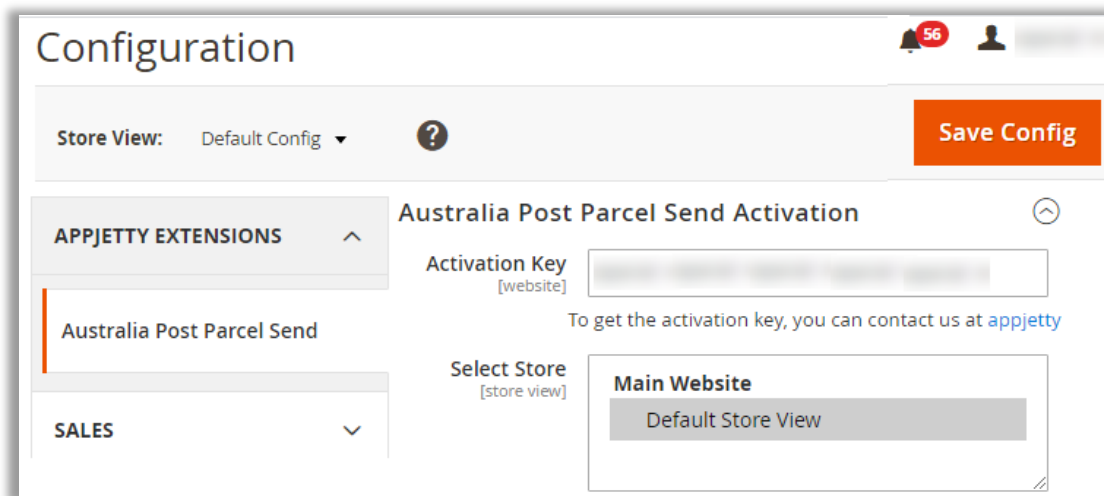 Configuration
56
Store View: Default Config
?
Save Config
APPJETTY EXTENSIONS
Australia Post Parcel Send
SALES
Australia Post Parcel Send Activation
Activation Key
[website]
To get the activation key, you can contact us at appjetty
Select Store
[store view]
Main Website
Default Store View